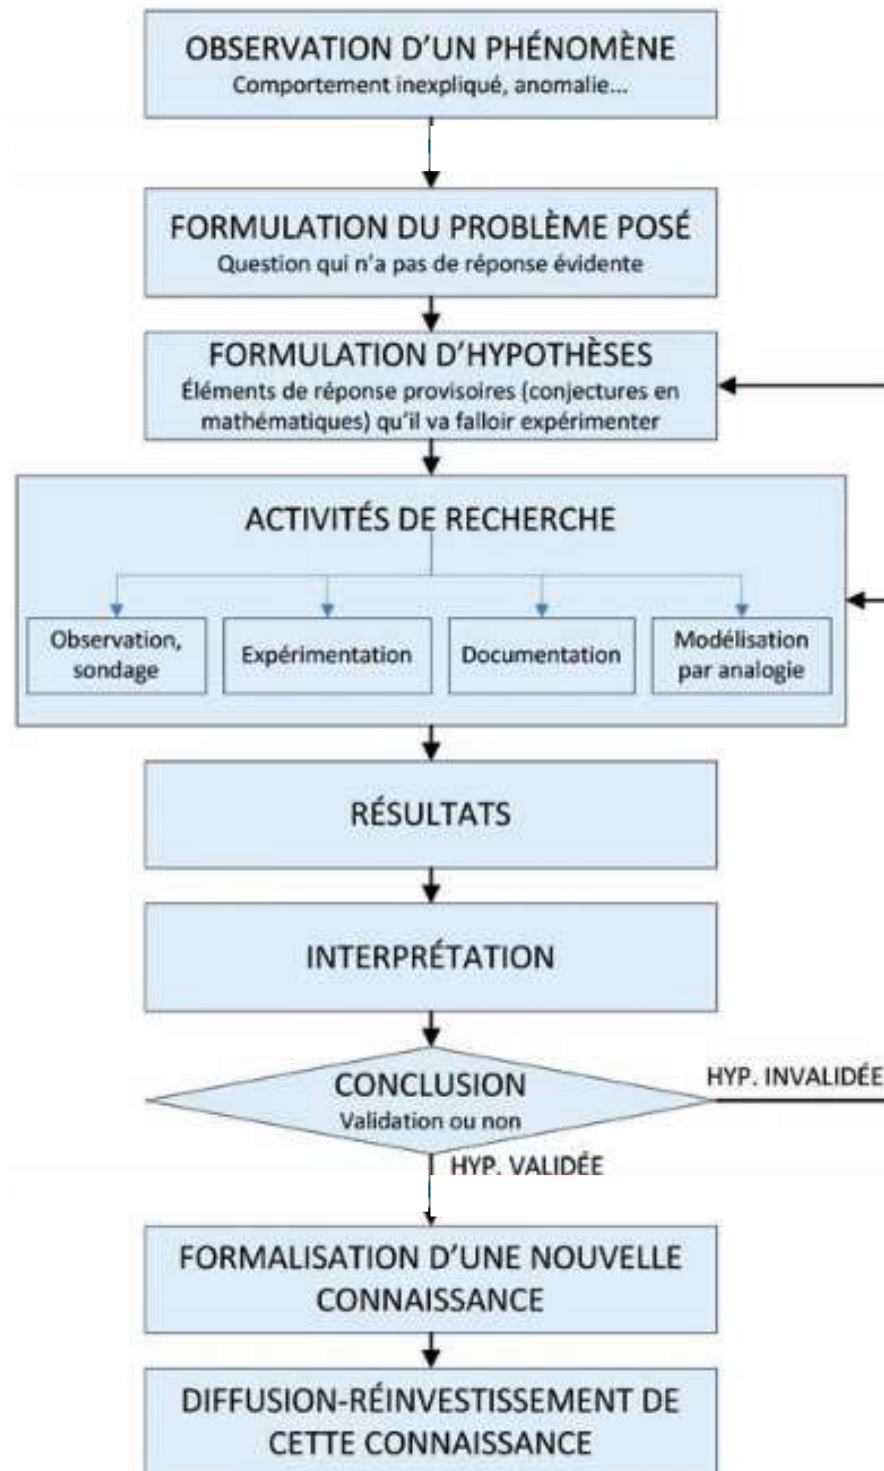 OBSERVATION D’UN PHÉNOMÈNE
Comportement inexpliqué, anomalie...
FORMULATION DU PROBLÈME POSÉ
Question qui n'a pas de réponse évidente
FORMULATION D’HYPOTHÈSES
Éléments de réponse provisoires (conjectures en
mathématiques) qu’il va falloir expérimenter
ACTIVITÉS DE RECHERCHE
Observation,
sondage
Expérimentation
Documentation
Modélisation
par analogie
RÉSULTATS
INTERPRÉTATION
CONCLUSION
Validation ou non
HYP. INVALIDÉE
HYP. VALIDÉE
FORMALISATION D’UNE NOUVELLE
CONNAISSANCE
DIFFUSION-RÉINVESTISSEMENT DE
CETTE CONNAISSANCE